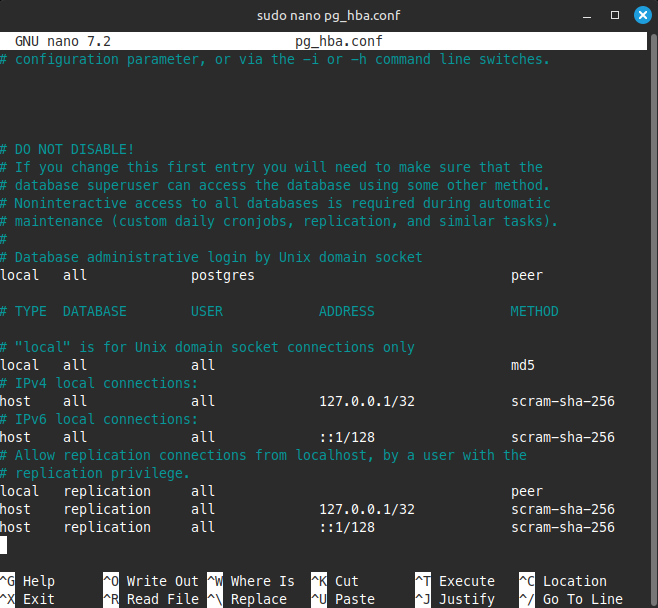 sudo nano pg_hba.conf
GNU nano 7.2 pg_hba.conf
# configuration parameter, or via the -i or -h command line switches.
# DO NOT DISABLE!
# If you change this first entry you will need to make sure that the
# database superuser can access the database using some other method.
# Noninteractive access to all databases is required during automatic
# maintenance (custom daily cronjobs, replication, and similar tasks).
#
# Database administrative login by Unix domain socket
local all postgres peer
# TYPE DATABASE USER ADDRESS METHOD
# "local" is for Unix domain socket connections only
local all all md5
# IPv4 local connections:
host all all 127.0.0.1/32 scram-sha-256
# IPv6 local connections:
host all all ::1/128 scram-sha-256
# Allow replication connections from localhost, by a user with the
# replication privilege.
local replication all peer
host replication all 127.0.0.1/32 scram-sha-256
host replication all ::1/128 scram-sha-256
^G Help ^O Write Out ^W Where Is ^K Cut ^T Execute ^C Location
^X Exit ^R Read File ^\ Replace ^U Paste ^J Justify ^/ Go To Line